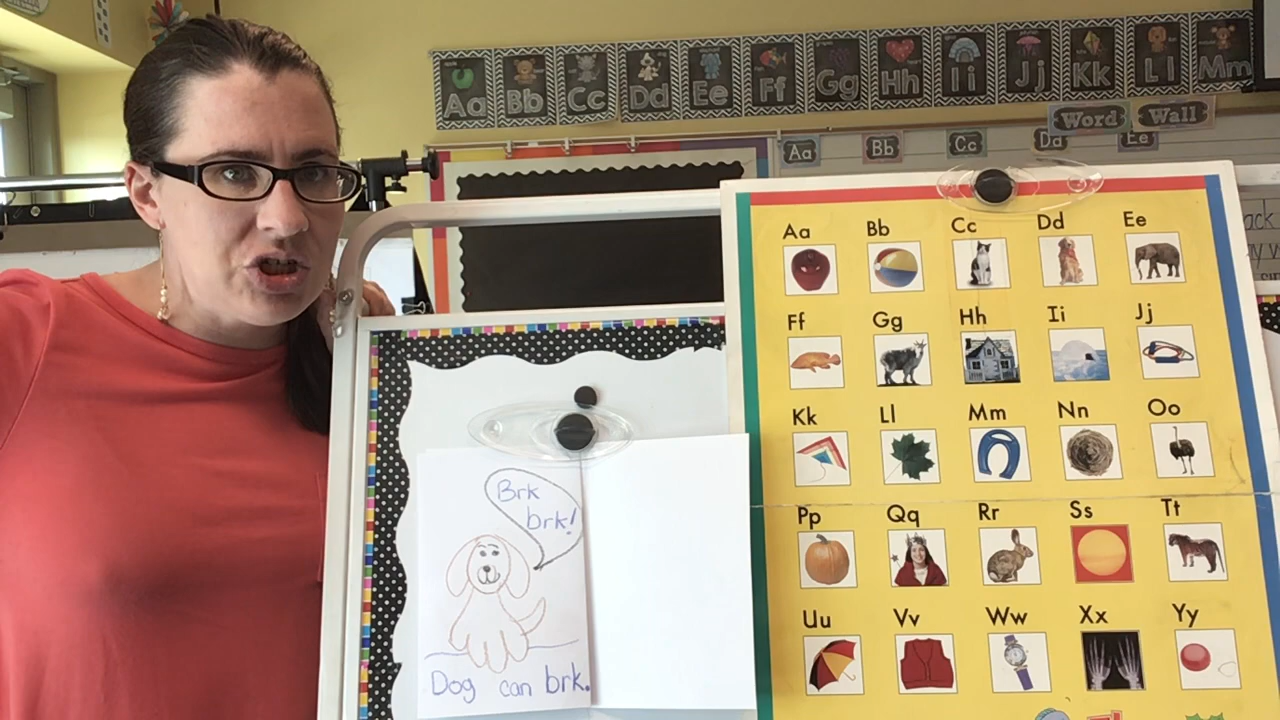 Aa Bb Cc Dd Ee Ff Gg Hh Ii Jj Kk Ll Mm
Word Wall
Aa Bb Cc Dd Ee
Aa Bb Cc Dd Ee
Ff Gg Hh Ii Jj
Kk Ll Mm Nn Oo
Pp Qq Rr Ss Tt
Uu Vv Ww Xx Yy
Brk
brk!
Dog can brk.